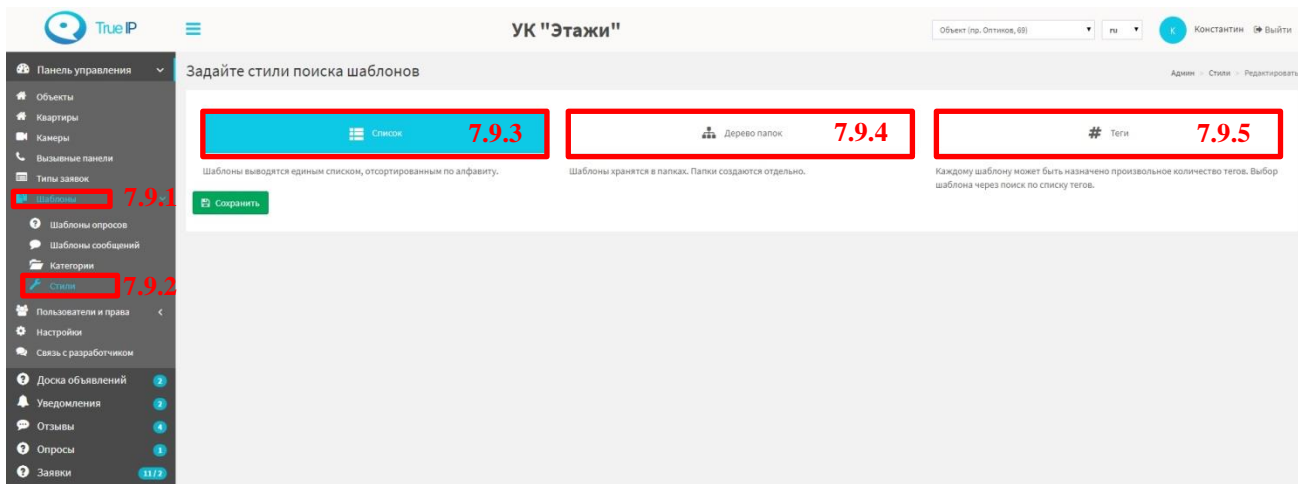 True IP
УК "Этажи"
Объект (пр. Оптиков, 69)
ru
К
Константин
Выйти
Панель управления
Задайте стили поиска шаблонов
Админ > Стили > Редактировать
Объекты
Квартиры
Камеры
Вызывные панели
Типы заявок
Шаблоны 7.9.1
Шаблоны опросов
Шаблоны сообщений
Категории
Стили 7.9.2
Пользователи и права
Настройки
Связь с разработчиком
Доска объявлений 2
Уведомления 2
Отзывы 4
Опросы 1
Заявки 11/2
Список 7.9.3
Шаблоны выводятся единым списком, отсортированным по алфавиту.
Дерево папок 7.9.4
Шаблоны хранятся в папках. Папки создаются отдельно.
# Теги 7.9.5
Каждому шаблону может быть назначено произвольное количество тегов. Выбор
шаблона через поиск по списку тегов.
Сохранить